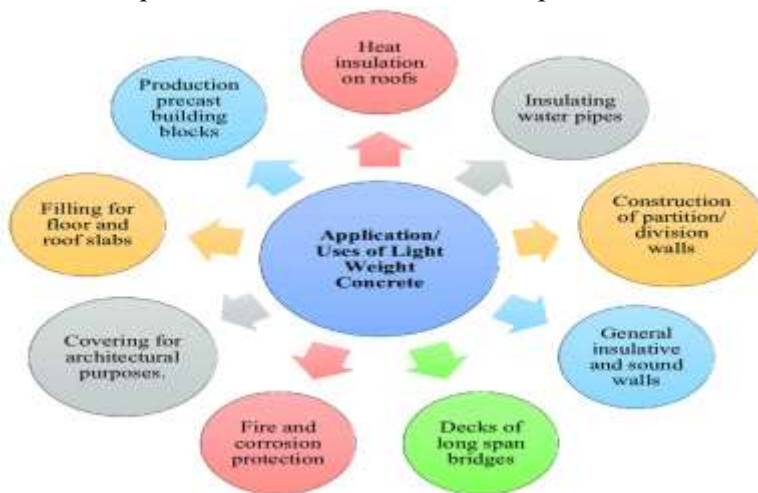 Heat
insulation
on roofs
Insulating
water pipes
Construction
of partition/
division
walls
General
insulative
and sound
walls
Decks of
long span
bridges
Fire and
corrosion
protection
Covering for
architectural
purposes.
Filling for
floor and
roof slabs
Production
precast
building
blocks
Application/
Uses of Light
Weight
Concrete